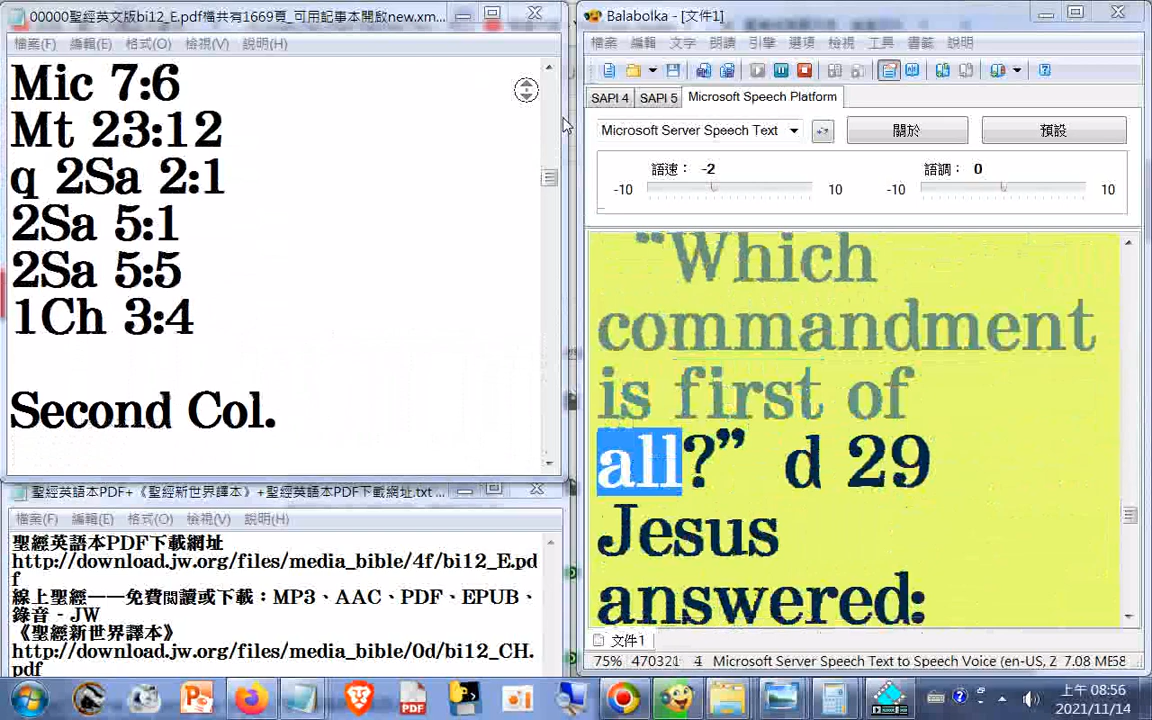 00000聖經英文版bi12_E.pdf檔共有1669頁_可用記事本開啟new.xm...
檔案(F) 編輯(E) 格式(O) 檢視(V) 說明(H)
Mic 7:6
Mt 23:12
q 2Sa 2:1
2Sa 5:1
2Sa 5:5
1Ch 3:4
Second Col.
聖經英語本PDF+《聖經新世界譯本》+聖經英語本PDF下載網址.txt ...
檔案(F) 編輯(E) 格式(O) 檢視(V) 說明(H)
聖經英語本PDF下載網址
http://download.jw.org/files/media_bible/4f/bi12_E.pd
f
線上聖經——免費閱讀或下載：MP3、AAC、PDF、EPUB、
錄音 - JW
《聖經新世界譯本》
http://download.jw.org/files/media_bible/0d/bi12_CH.
pdf
Balabolka - [文件1]
檔案 編輯 文字 朗讀 引擎 選項 檢視 工具 書籤 說明
SAPI 4 SAPI 5 Microsoft Speech Platform
Microsoft Server Speech Text 關於 預設
語速： -2 語調： 0
-10 10 -10 10
“Which
commandment
is first of
all?” d 29
Jesus
answered:
文件1
75% 470321 4 Microsoft Server Speech Text to Speech Voice (en-US, Z 7.08 ME58
PDF
上午 08:56
2021/11/14